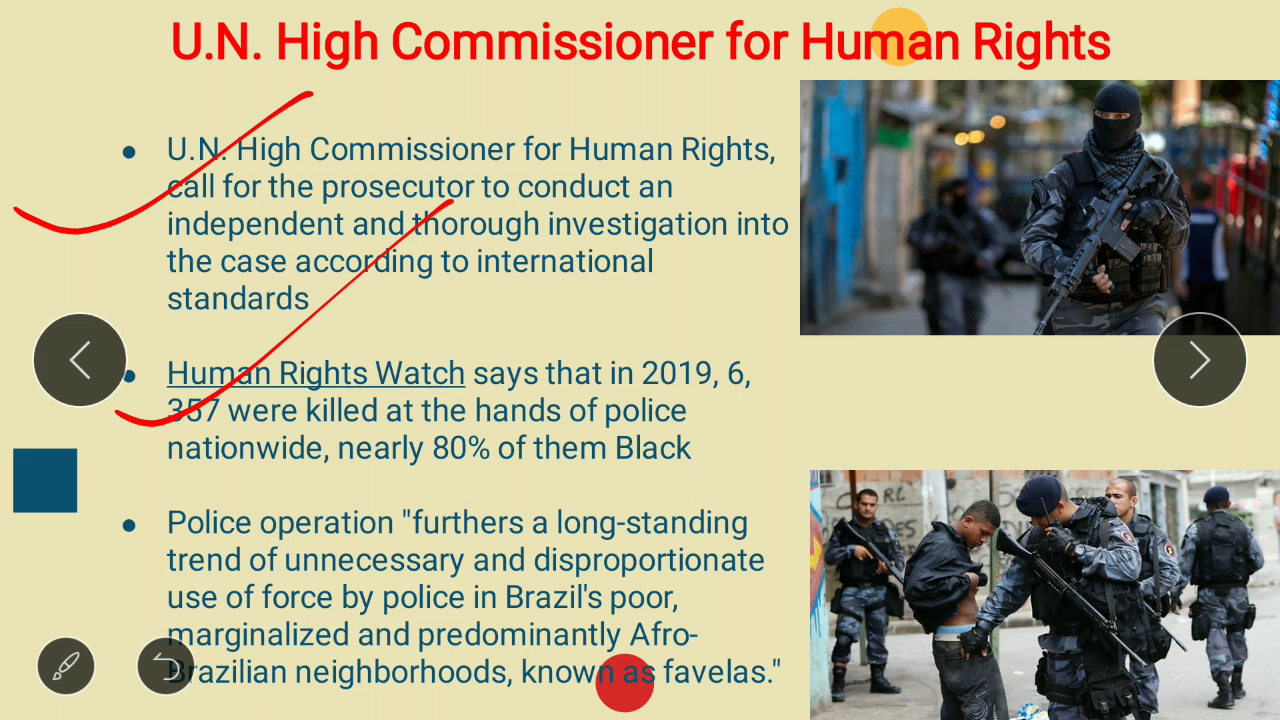 U.N. High Commissioner for Human Rights
U.N. High Commissioner for Human Rights,
call for the prosecutor to conduct an
independent and thorough investigation into
the case according to international
standards
Human Rights Watch says that in 2019, 6,
357 were killed at the hands of police
nationwide, nearly 80% of them Black
Police operation "furthers a long-standing
trend of unnecessary and disproportionate
use of force by police in Brazil's poor,
marginalized and predominantly Afro-
Brazilian neighborhoods, known as favelas."